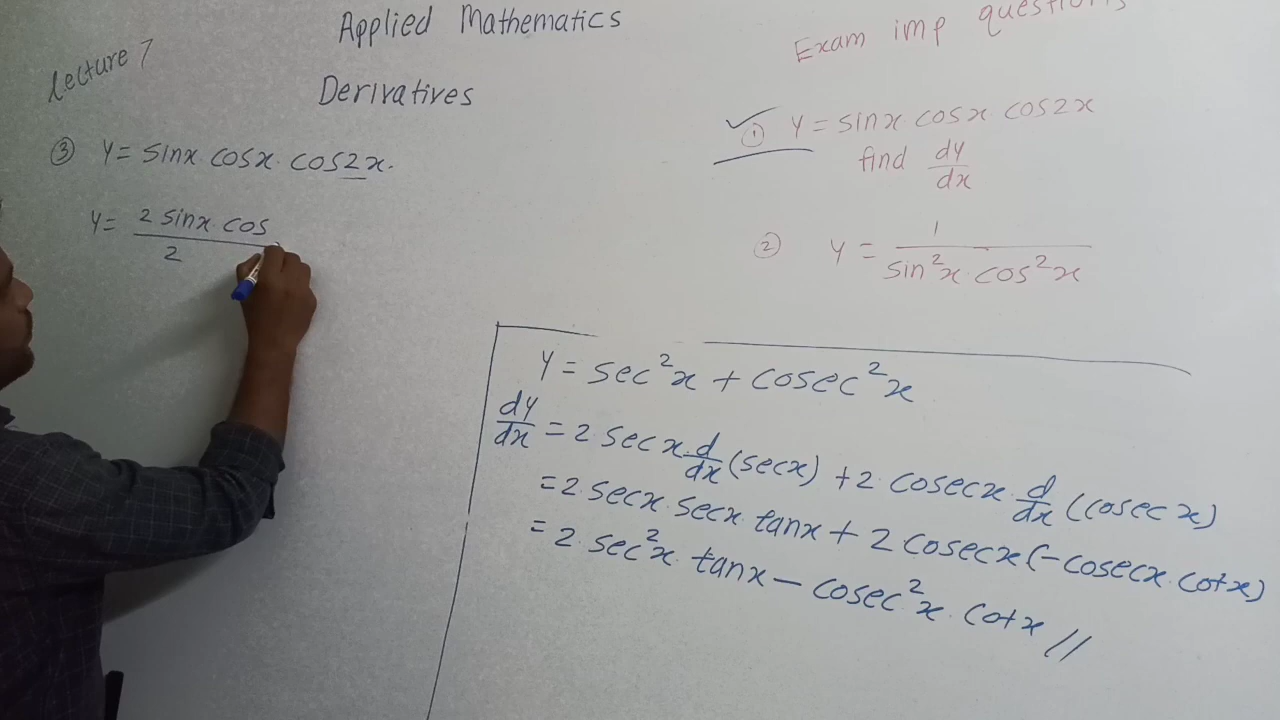 Lecture 7
Applied Mathematics
Derivatives
③ Y = sinx cosx · cos2x.
Y = 2 sinx · cos / 2
Exam imp questions
① Y = sinx cosx cos2x
find dy/dx
② Y = 1 / sin²x · cos²x
Y = sec²x + cosec²x
dy/dx = 2 secx · d/dx (secx) + 2 cosecx · d/dx (cosec x)
= 2 secx · secx tanx + 2 cosecx (- cosecx · cotx)
= 2 · sec²x · tanx - cosec²x · cotx //